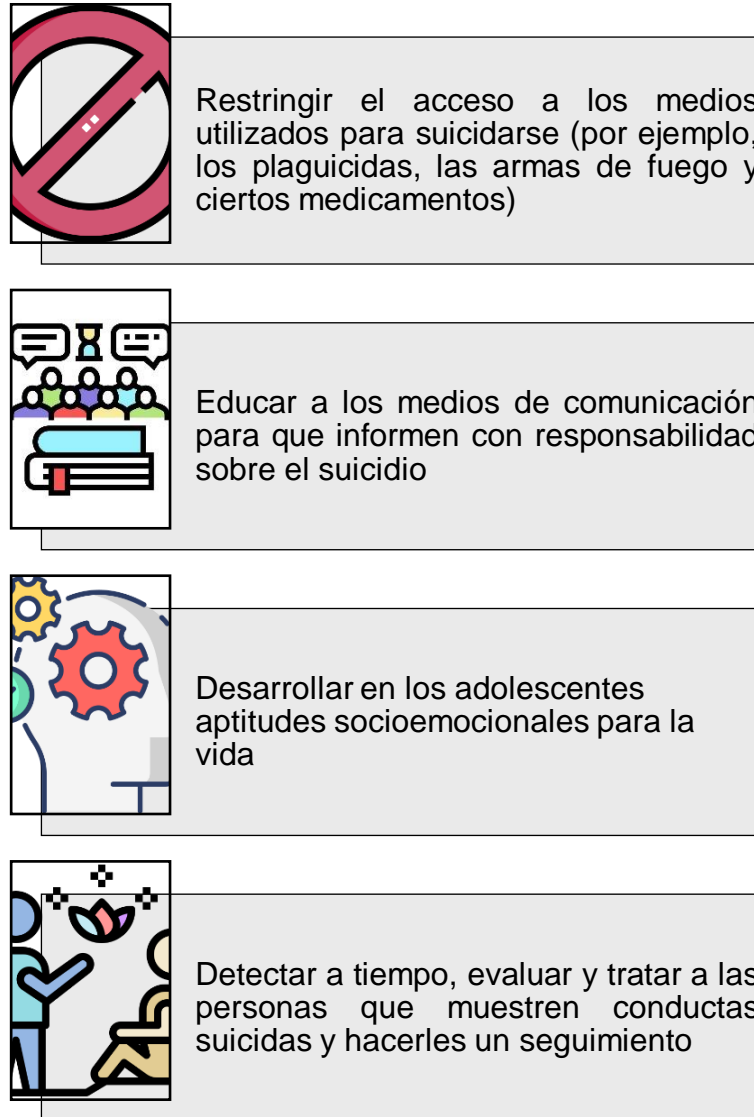 Restringir el acceso a los medios
utilizados para suicidarse (por ejemplo,
los plaguicidas, las armas de fuego y
ciertos medicamentos)
Educar a los medios de comunicación
para que informen con responsabilidad
sobre el suicidio
Desarrollar en los adolescentes
aptitudes socioemocionales para la
vida
Detectar a tiempo, evaluar y tratar a las
personas que muestren conductas
suicidas y hacerles un seguimiento